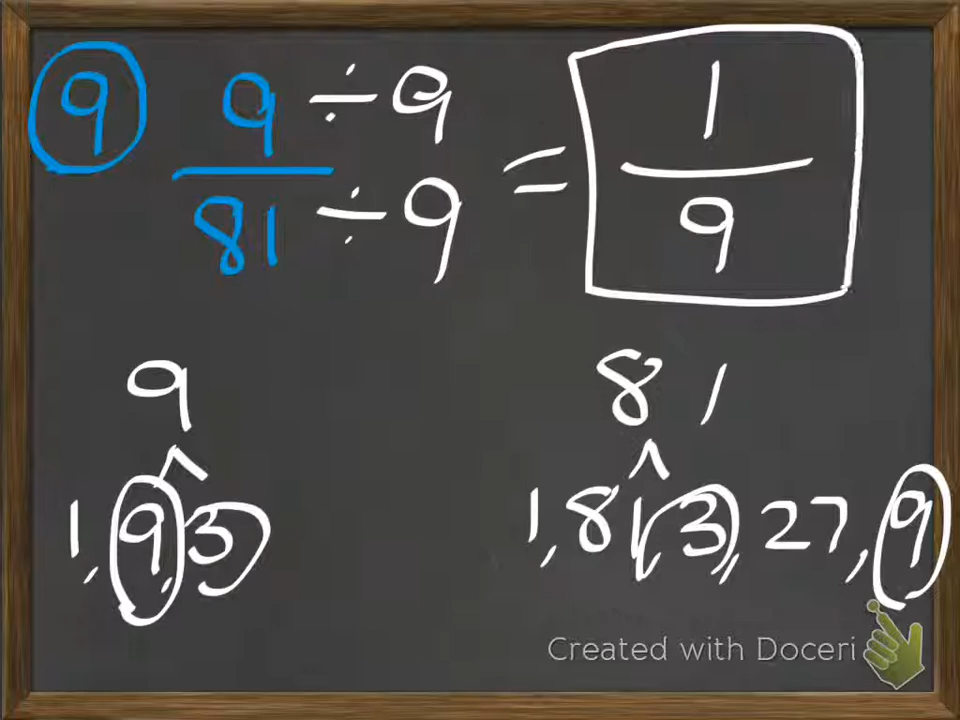 9 9/81 ÷9 ÷9 = 1/9
9 81
1, 9, 3 1, 81, 3, 27, 9
Created with Doceri